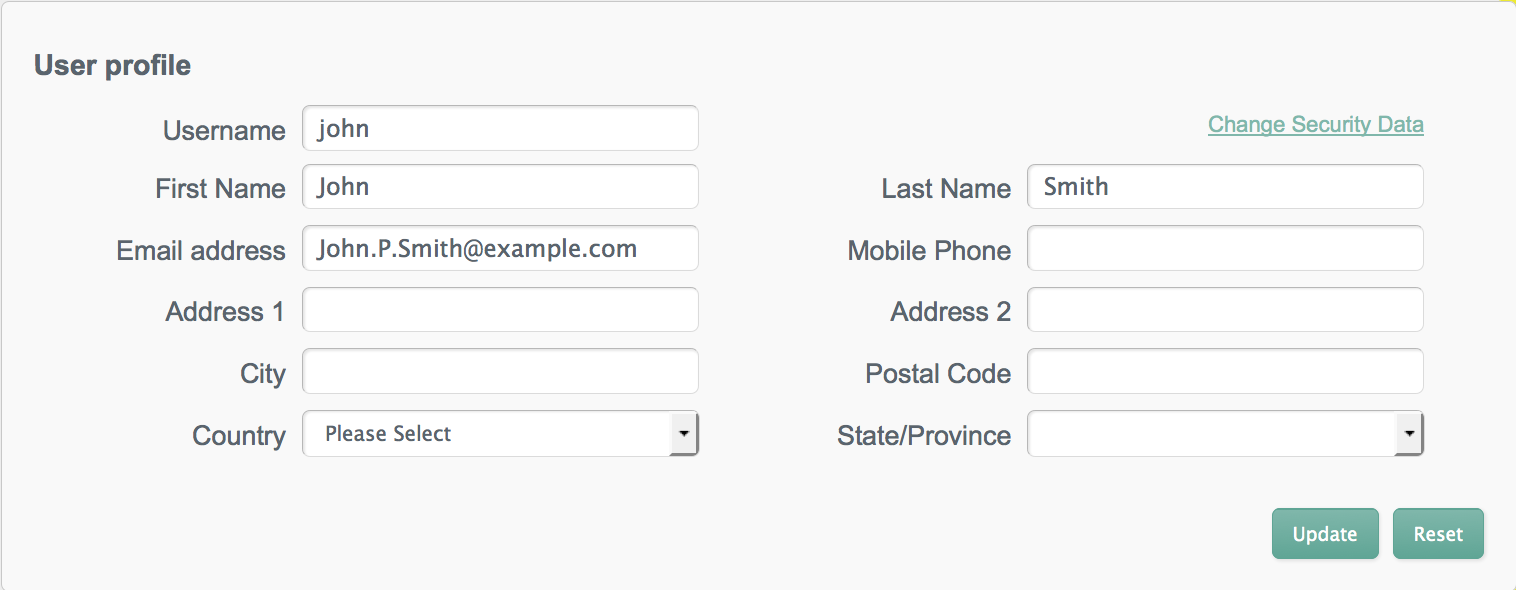 User profile
Username john Change Security Data
First Name John Last Name Smith
Email address John.P.Smith@example.com Mobile Phone
Address 1 Address 2
City Postal Code
Country Please Select State/Province
Update Reset